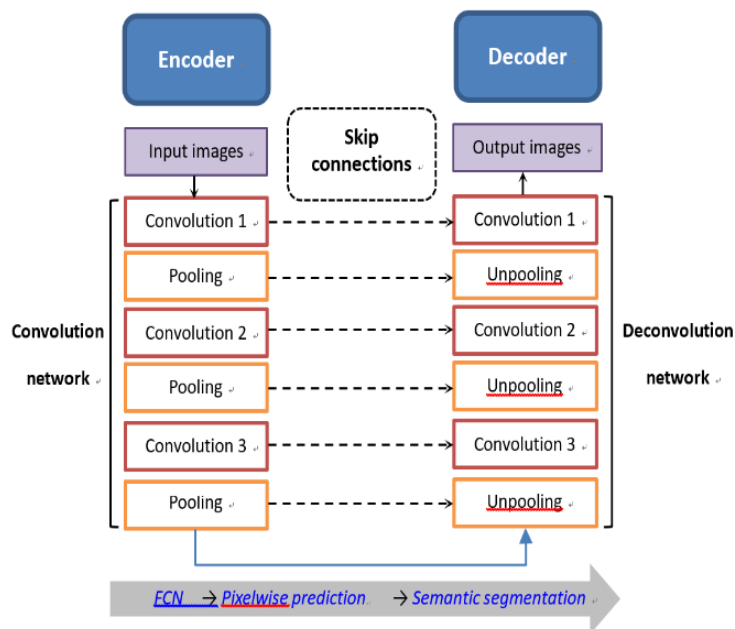 Encoder
Decoder
Skip
connections
Input images
Output images
Convolution 1
Convolution 1
Pooling
Unpooling
Convolution
network
Convolution 2
Convolution 2
Deconvolution
network
Pooling
Unpooling
Convolution 3
Convolution 3
Pooling
Unpooling
FCN → Pixelwise prediction → Semantic segmentation